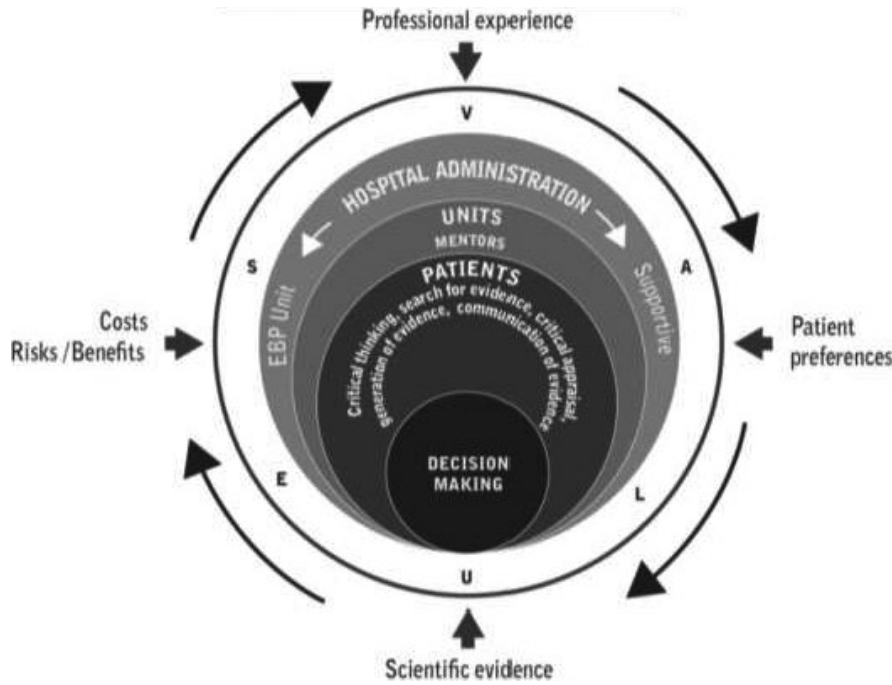 Professional experience
V
HOSPITAL ADMINISTRATION
UNITS
MENTORS
S
A
PATIENTS
EBP Unit
Supportive
Critical thinking, search for evidence, critical appraisal,
generation of evidence, communication of evidence
Costs
Risks /Benefits
Patient
preferences
DECISION
MAKING
E
L
U
Scientific evidence